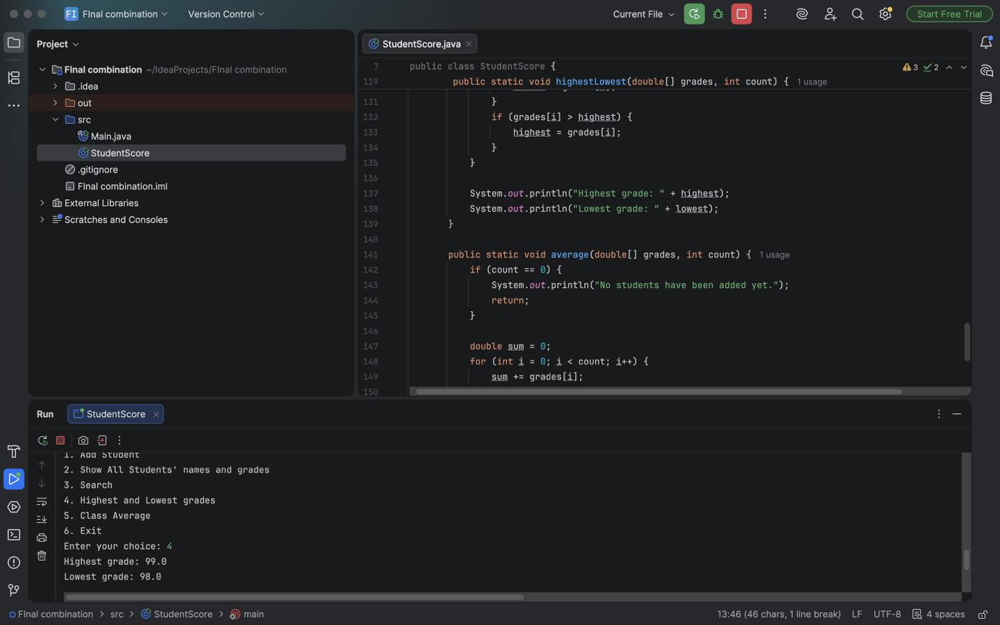 FI FInal combination Version Control Current File Start Free Trial
Project
FInal combination ~/IdeaProjects/FInal combination
.idea
out
src
Main.java
StudentScore
.gitignore
FInal combination.iml
External Libraries
Scratches and Consoles
StudentScore.java
7 public class StudentScore { 3 2
119 public static void highestLowest(double[] grades, int count) { 1 usage
131 }
132 if (grades[i] > highest) {
133 highest = grades[i];
134 }
135 }
136
137 System.out.println("Highest grade: " + highest);
138 System.out.println("Lowest grade: " + lowest);
139 }
140
141 public static void average(double[] grades, int count) { 1 usage
142 if (count == 0) {
143 System.out.println("No students have been added yet.");
144 return;
145 }
146
147 double sum = 0;
148 for (int i = 0; i < count; i++) {
149 sum += grades[i];
150
Run StudentScore
1. Add Student
2. Show All Students' names and grades
3. Search
4. Highest and Lowest grades
5. Class Average
6. Exit
Enter your choice: 4
Highest grade: 99.0
Lowest grade: 98.0
FInal combination > src > StudentScore > main 13:46 (46 chars, 1 line break) LF UTF-8 4 spaces